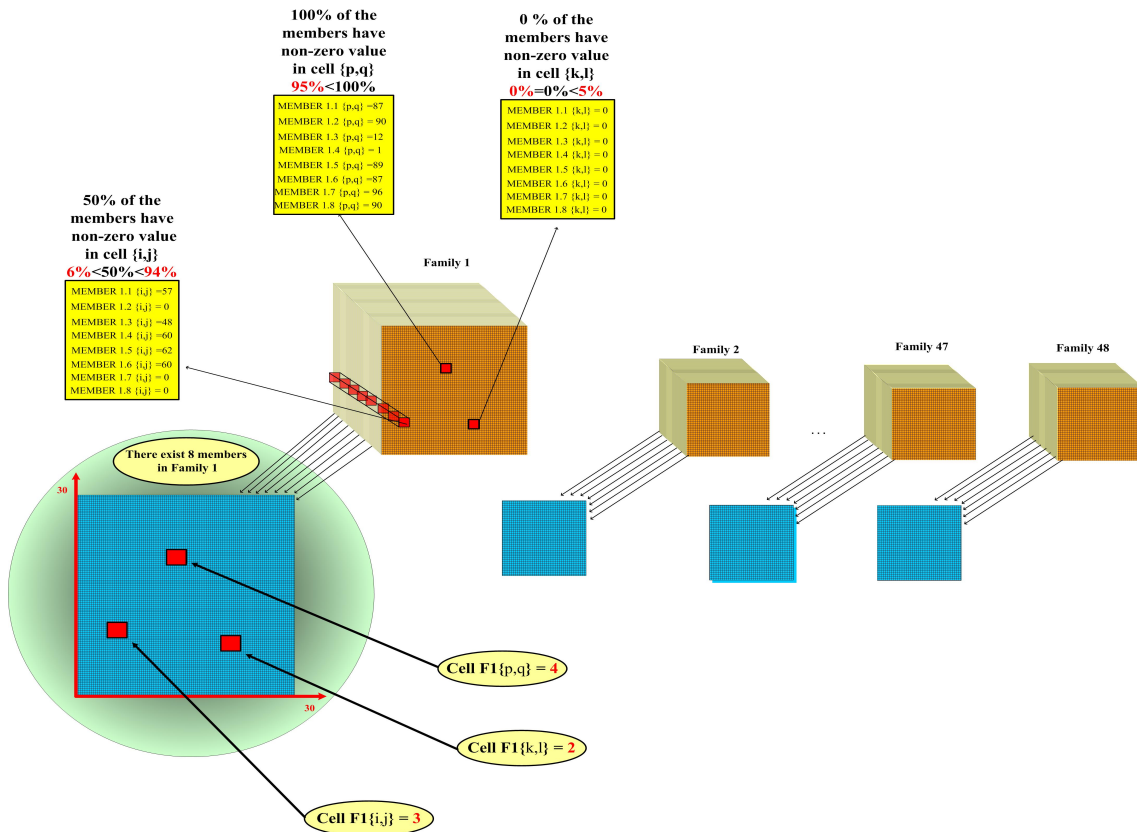 100% of the
members have
non-zero value
in cell {p,q}
95%<100%
MEMBER 1.1 {p,q} =87
MEMBER 1.2 {p,q} = 90
MEMBER 1.3 {p,q} =12
MEMBER 1.4 {p,q} = 1
MEMBER 1.5 {p,q} =89
MEMBER 1.6 {p,q} =87
MEMBER 1.7 {p,q} =96
MEMBER 1.8 {p,q} = 90
0 % of the
members have
non-zero value
in cell {k,l}
0%=0%<5%
MEMBER 1.1 {k,l} = 0
MEMBER 1.2 {k,l} = 0
MEMBER 1.3 {k,l} = 0
MEMBER 1.4 {k,l} = 0
MEMBER 1.5 {k,l} = 0
MEMBER 1.6 {k,l} = 0
MEMBER 1.7 {k,l} = 0
MEMBER 1.8 {k,l} = 0
50% of the
members have
non-zero value
in cell {i,j}
6%<50%<94%
MEMBER 1.1 {i,j} =57
MEMBER 1.2 {i,j} = 0
MEMBER 1.3 {i,j} =48
MEMBER 1.4 {i,j} =60
MEMBER 1.5 {i,j} =62
MEMBER 1.6 {i,j} =60
MEMBER 1.7 {i,j} = 0
MEMBER 1.8 {i,j} = 0
Family 1
Family 2
. . .
Family 47
Family 48
There exist 8 members
in Family 1
30
30
Cell F1{p,q} = 4
Cell F1{k,l} = 2
Cell F1{i,j} = 3